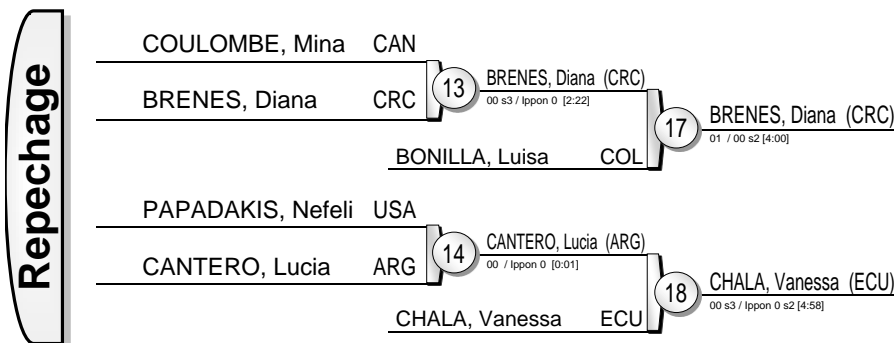 Repechage
COULOMBE, Mina CAN
BRENES, Diana CRC
13
BRENES, Diana (CRC)
00 s3 / Ippon 0 [2:22]
BONILLA, Luisa COL
17
BRENES, Diana (CRC)
01 / 00 s2 [4:00]
PAPADAKIS, Nefeli USA
CANTERO, Lucia ARG
14
CANTERO, Lucia (ARG)
00 / Ippon 0 [0:01]
CHALA, Vanessa ECU
18
CHALA, Vanessa (ECU)
00 s3 / Ippon 0 s2 [4:58]